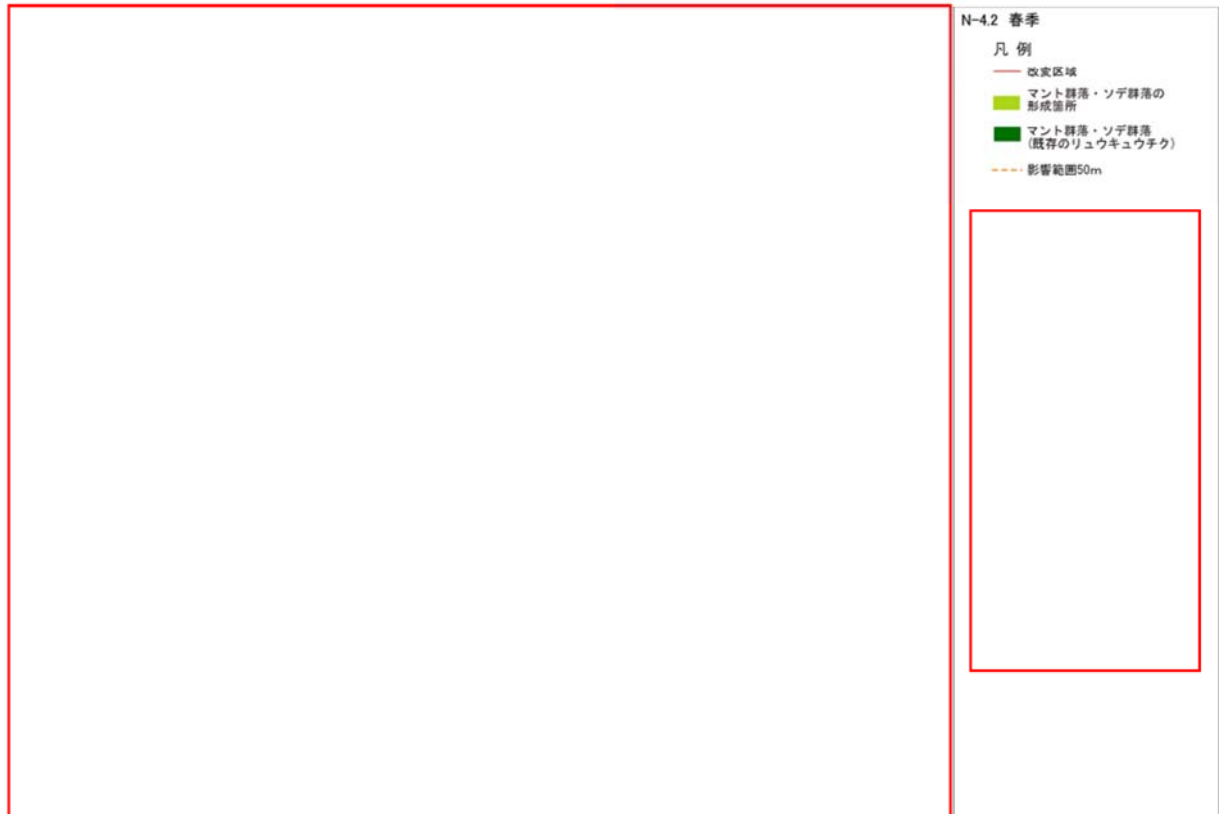 N-4.2 春季
凡 例
改変区域
マント群落・ソデ群落の
形成箇所
マント群落・ソデ群落
(既存のリュウキュウチク)
影響範囲50m